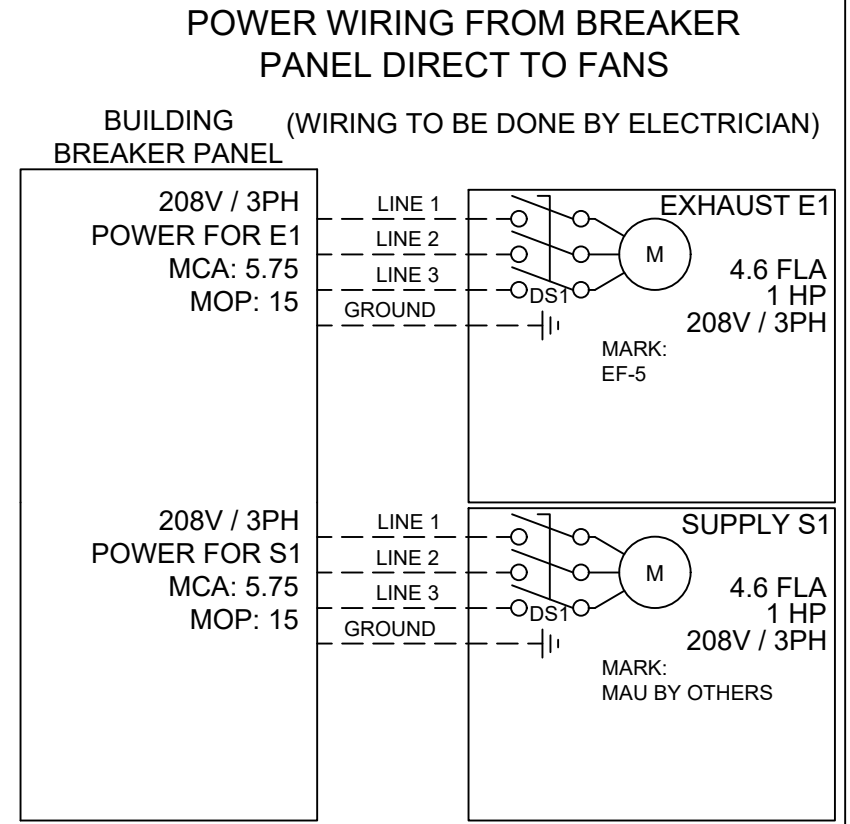 POWER WIRING FROM BREAKER
PANEL DIRECT TO FANS
BUILDING
BREAKER PANEL
(WIRING TO BE DONE BY ELECTRICIAN)
208V / 3PH
POWER FOR E1
MCA: 5.75
MOP: 15
LINE 1
LINE 2
LINE 3
GROUND
EXHAUST E1
M
DS1
4.6 FLA
1 HP
208V / 3PH
MARK:
EF-5
208V / 3PH
POWER FOR S1
MCA: 5.75
MOP: 15
LINE 1
LINE 2
LINE 3
GROUND
SUPPLY S1
M
DS1
4.6 FLA
1 HP
208V / 3PH
MARK:
MAU BY OTHERS